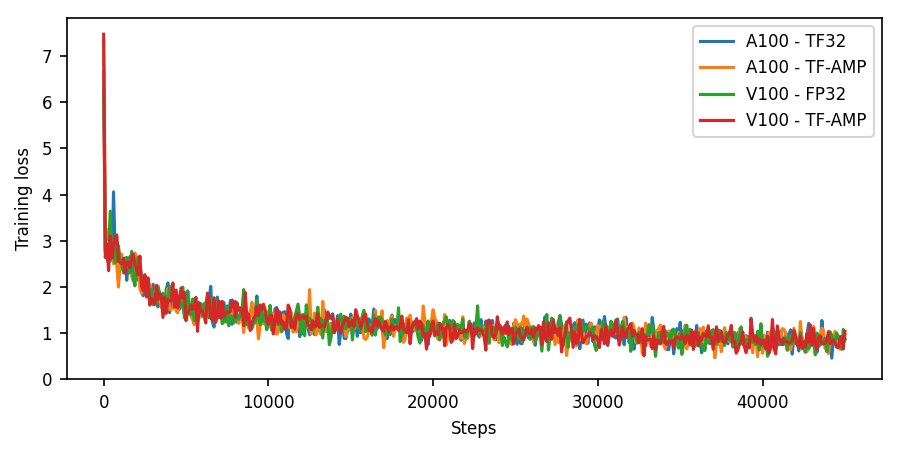 7
6
5
4
3
2
1
0
Training loss
0 10000 20000 30000 40000
Steps
A100 - TF32
A100 - TF-AMP
V100 - FP32
V100 - TF-AMP